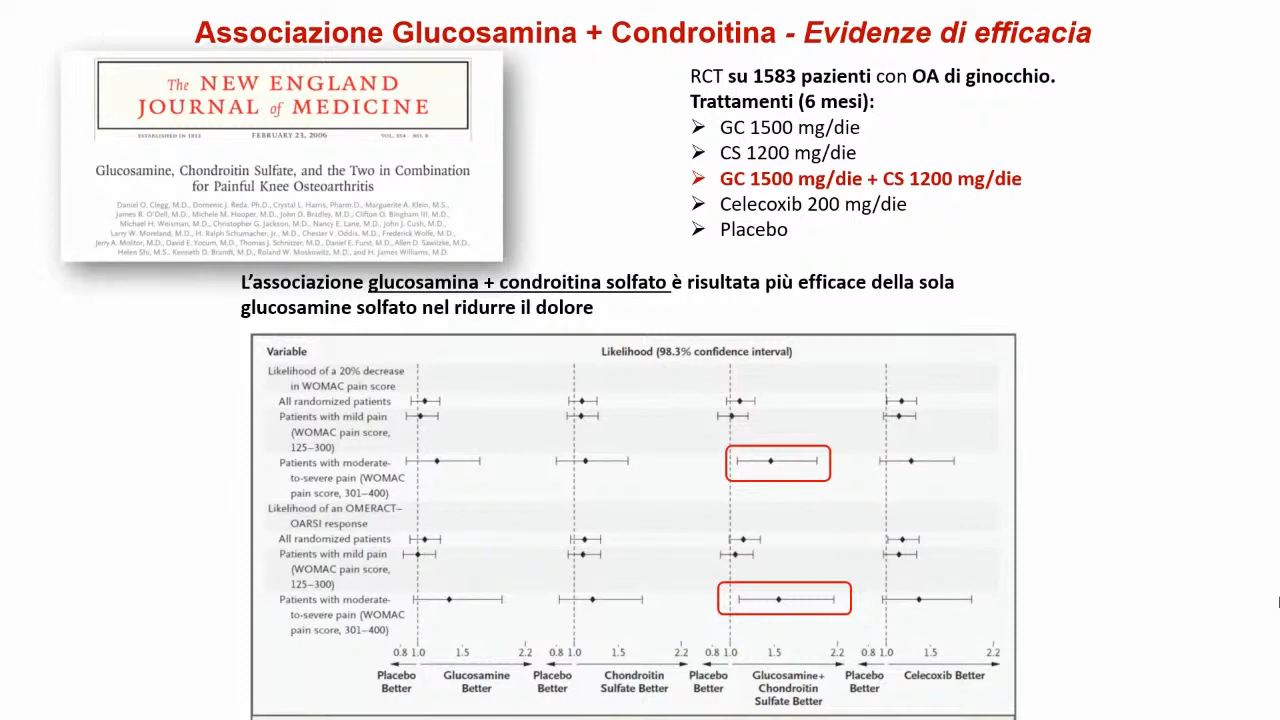 Associazione Glucosamina + Condroitina - Evidenze di efficacia
The NEW ENGLAND
JOURNAL of MEDICINE
ESTABLISHED IN 1812 FEBRUARY 23, 2006 VOL. 354 NO. 8
Glucosamine, Chondroitin Sulfate, and the Two in Combination
for Painful Knee Osteoarthritis
Daniel O. Clegg, M.D., Domenic J. Reda, Ph.D., Crystal L. Harris, Pharm.D., Marguerite A. Klein, M.S.,
James R. O'Dell, M.D., Michele M. Hooper, M.D., John D. Bradley, M.D., Clifton O. Bingham III, M.D.,
Michael H. Weisman, M.D., Christopher G. Jackson, M.D., Nancy E. Lane, M.D., John J. Cush, M.D.,
Larry W. Moreland, M.D., H. Ralph Schumacher, Jr., M.D., Chester V. Oddis, M.D., Frederick Wolfe, M.D.,
Jerry A. Molitor, M.D., David E. Yocum, M.D., Thomas J. Schnitzer, M.D., Daniel E. Furst, M.D., Allen D. Sawitzke, M.D.,
Helen Shi, M.S., Kenneth D. Brandt, M.D., Roland W. Moskowitz, M.D., and H. James Williams, M.D.
RCT su 1583 pazienti con OA di ginocchio.
Trattamenti (6 mesi):
➢ GC 1500 mg/die
➢ CS 1200 mg/die
➢ GC 1500 mg/die + CS 1200 mg/die
➢ Celecoxib 200 mg/die
➢ Placebo
L'associazione glucosamina + condroitina solfato è risultata più efficace della sola
glucosamine solfato nel ridurre il dolore
Variable Likelihood (98.3% confidence interval)
Likelihood of a 20% decrease
in WOMAC pain score
All randomized patients
Patients with mild pain
(WOMAC pain score,
125–300)
Patients with moderate-
to-severe pain (WOMAC
pain score, 301–400)
Likelihood of an OMERACT–
OARSI response
All randomized patients
Patients with mild pain
(WOMAC pain score,
125–300)
Patients with moderate-
to-severe pain (WOMAC
pain score, 301–400)
0.8 1.0 1.5 2.2 0.8 1.0 1.5 2.2 0.8 1.0 1.5 2.2 0.8 1.0 1.5 2.2
Placebo Better Glucosamine Better
Placebo Better Chondroitin Sulfate Better
Placebo Better Glucosamine+ Chondroitin Sulfate Better
Placebo Better Celecoxib Better